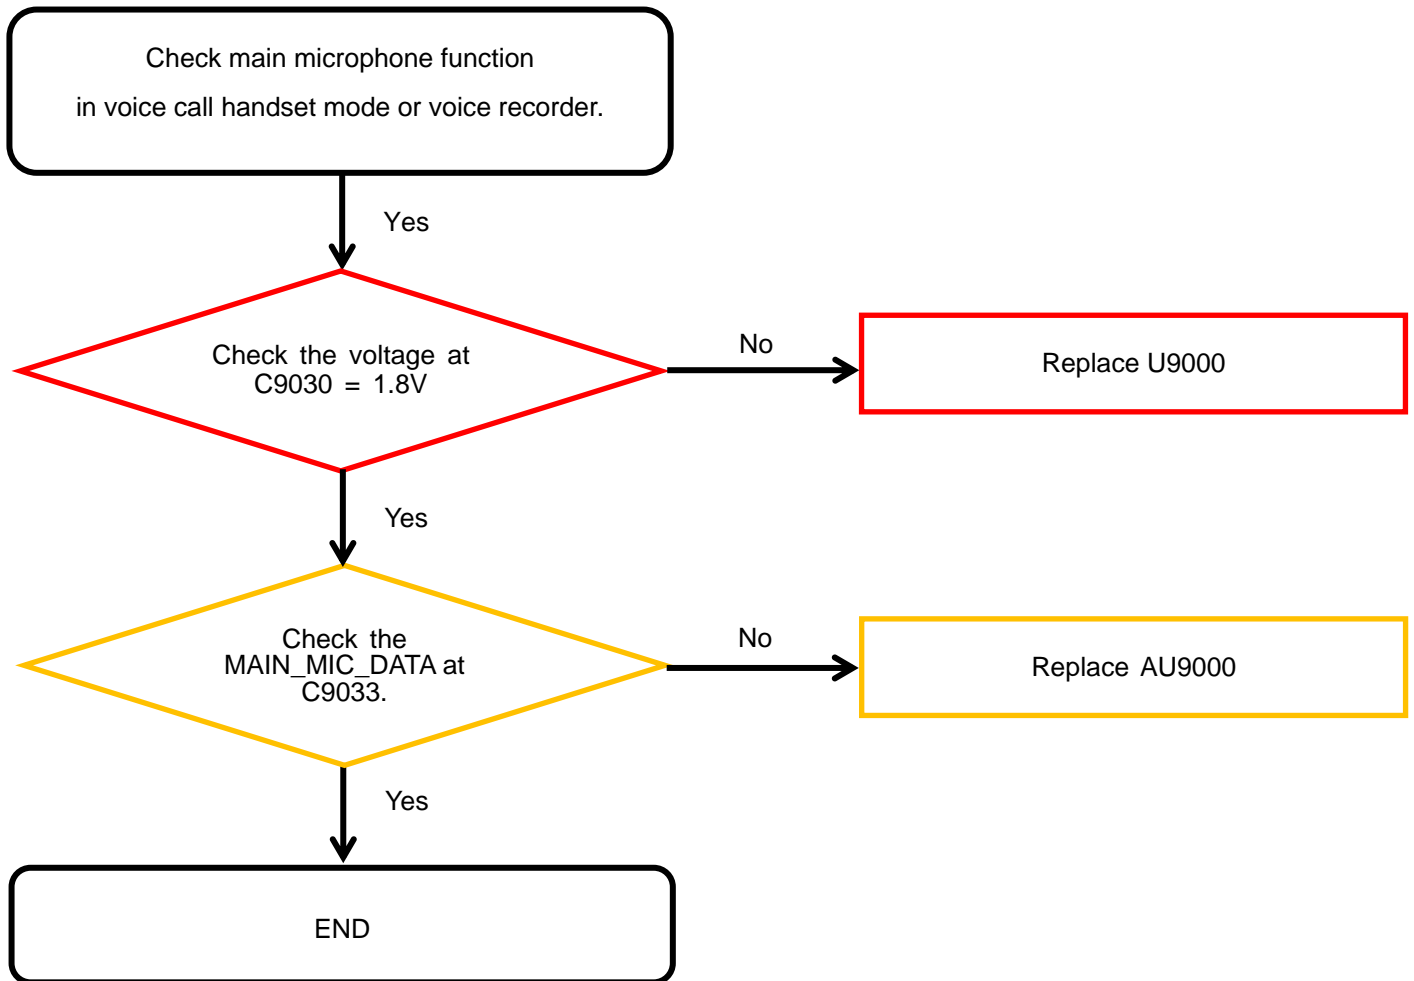 Check main microphone function
in voice call handset mode or voice recorder.
Yes
Check the voltage at
C9030 = 1.8V
No
Replace U9000
Yes
Check the
MAIN_MIC_DATA at
C9033.
No
Replace AU9000
Yes
END